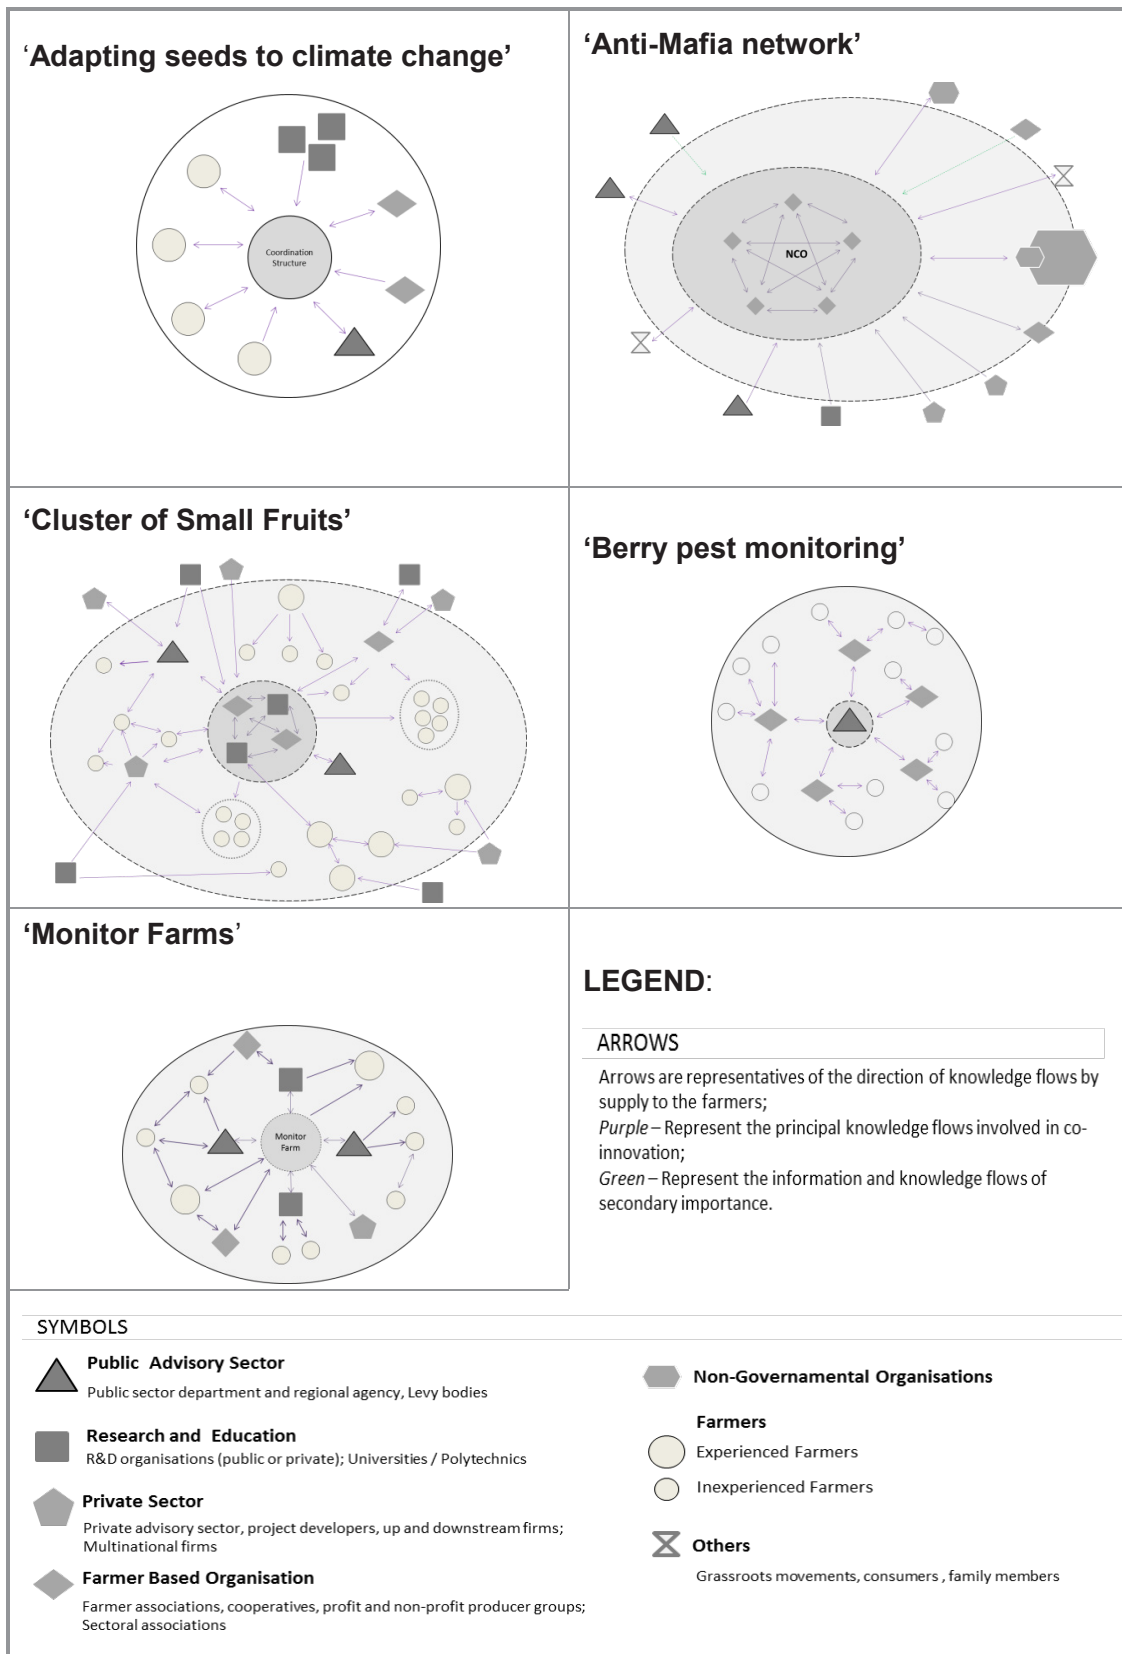 ‘Adapting seeds to climate change’
Coordination
Structure
‘Anti-Mafia network’
NCO
‘Cluster of Small Fruits’
‘Berry pest monitoring’
‘Monitor Farms’
Monitor
Farm
LEGEND:
ARROWS
Arrows are representatives of the direction of knowledge flows by
supply to the farmers;
Purple – Represent the principal knowledge flows involved in co-
innovation;
Green – Represent the information and knowledge flows of
secondary importance.
SYMBOLS
Public Advisory Sector
Public sector department and regional agency, Levy bodies
Research and Education
R&D organisations (public or private); Universities / Polytechnics
Private Sector
Private advisory sector, project developers, up and downstream firms;
Multinational firms
Farmer Based Organisation
Farmer associations, cooperatives, profit and non-profit producer groups;
Sectoral associations
Non-Governamental Organisations
Farmers
Experienced Farmers
Inexperienced Farmers
Others
Grassroots movements, consumers , family members